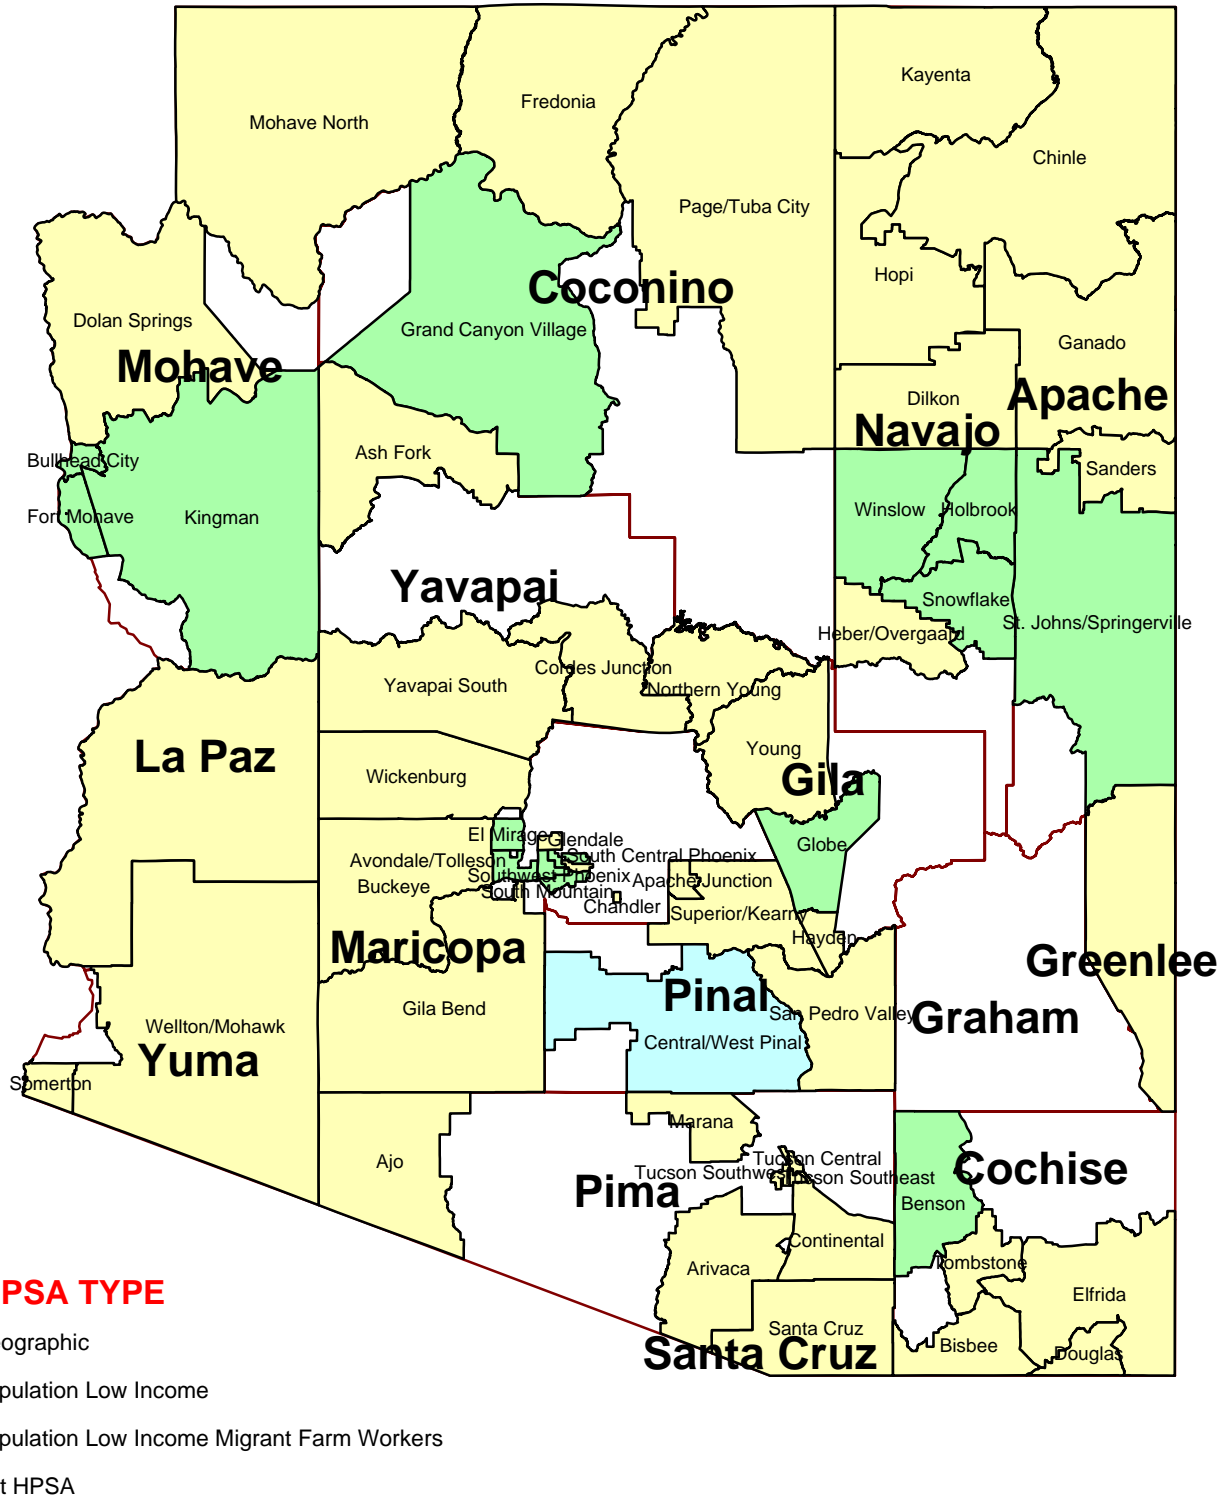 Kayenta
Fredonia
Mohave North
Chinle
Page/Tuba City
Hopi
Coconino
Dolan Springs
Grand Canyon Village
Ganado
Mohave
Dilkon
Apache
Navajo
Ash Fork
Bullhead City
Sanders
Winslow
Holbrook
Fort Mohave
Kingman
Yavapai
Snowflake
St. Johns/Springerville
Heber/Overgaard
Cordes Junction
Yavapai South
Northern Young
Young
La Paz
Wickenburg
Gila
El Mirage
Glendale
Globe
South Central Phoenix
Avondale/Tolleson
Southwest Phoenix
Apache Junction
Buckeye
South Mountain
Chandler
Superior/Kearny
Hayden
Maricopa
Greenlee
Pinal
Gila Bend
San Pedro Valley
Graham
Wellton/Mohawk
Central/West Pinal
Yuma
Somerton
Marana
Ajo
Tucson Central
Tucson Southwest
Cochise
Tucson Southeast
Pima
Benson
Continental
Tombstone
Arivaca
PSA TYPE
Elfrida
Santa Cruz
ographic
Bisbee
Santa Cruz
Douglas
pulation Low Income
pulation Low Income Migrant Farm Workers
t HPSA